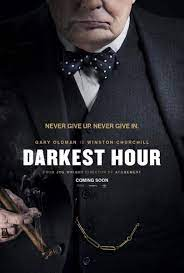 NEVER GIVE UP. NEVER GIVE IN.
GARY OLDMAN IS WINSTON CHURCHILL
DARKEST HOUR
FROM JOE WRIGHT DIRECTOR OF ATONEMENT
COMING SOON